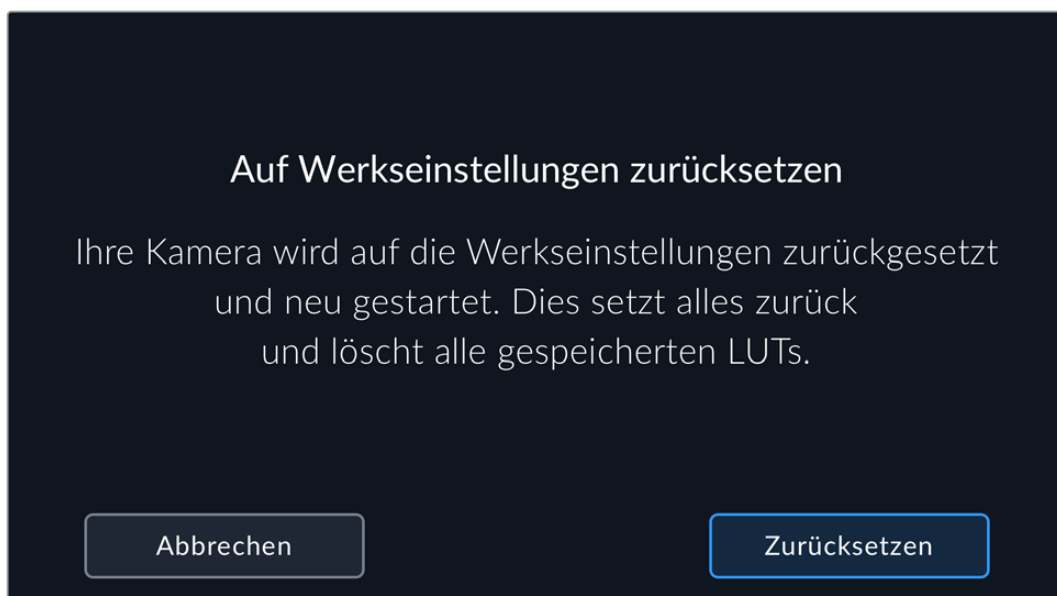 Auf Werkseinstellungen zurücksetzen
Ihre Kamera wird auf die Werkseinstellungen zurückgesetzt
und neu gestartet. Dies setzt alles zurück
und löscht alle gespeicherten LUTs.
Abbrechen
Zurücksetzen